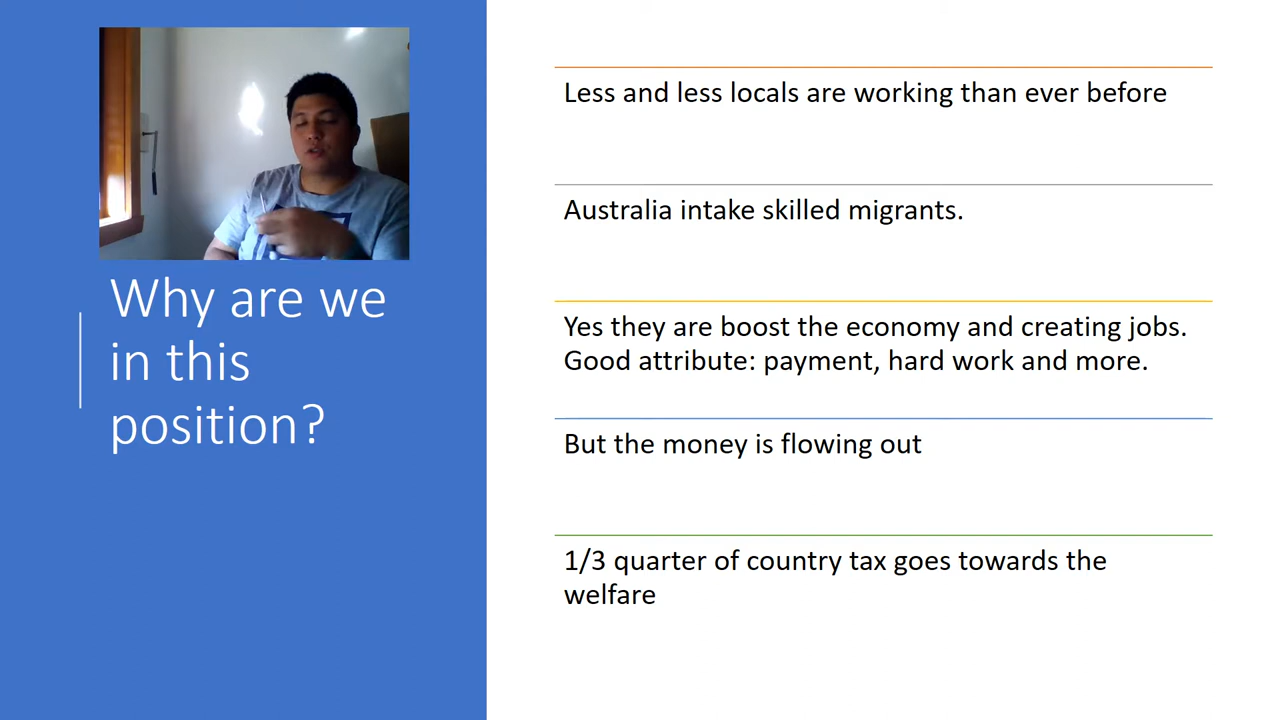 Why are we
in this
position?
Less and less locals are working than ever before
Australia intake skilled migrants.
Yes they are boost the economy and creating jobs.
Good attribute: payment, hard work and more.
But the money is flowing out
1/3 quarter of country tax goes towards the
welfare